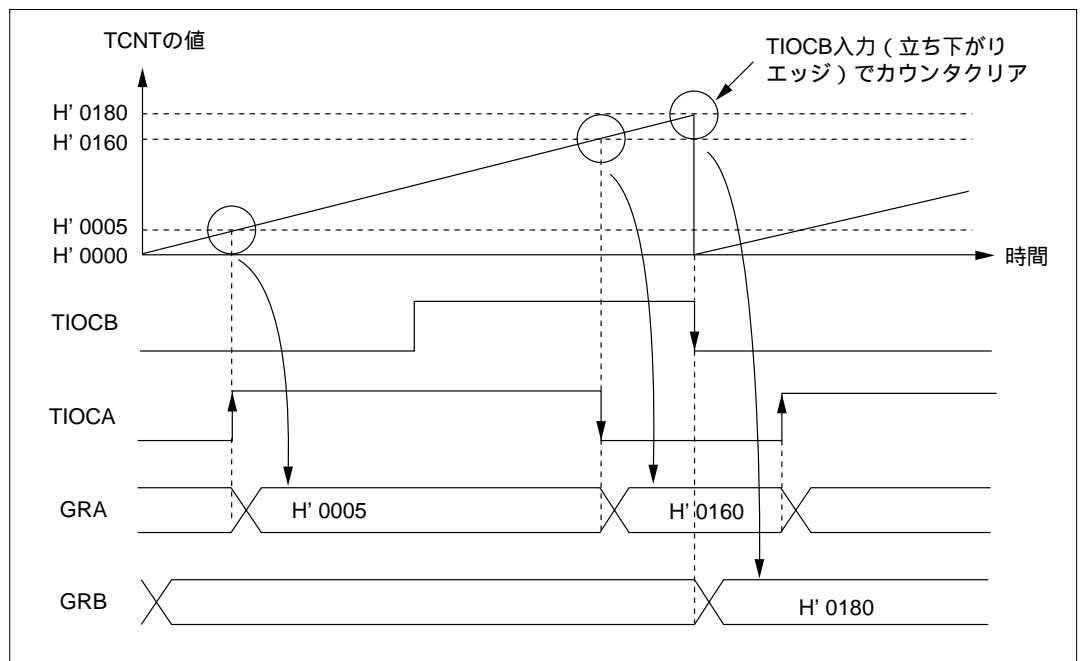 TCNTの値
TIOCB入力（立ち下がり
エッジ）でカウンタクリア
H' 0180
H' 0160
H' 0005
H' 0000
時間
TIOCB
TIOCA
GRA
H' 0005
H' 0160
GRB
H' 0180